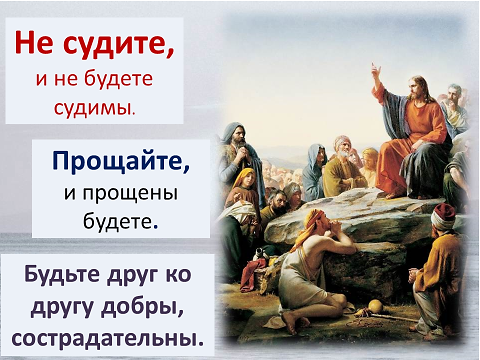 Не судите,
и не будете
судимы.
Прощайте,
и прощены
будете.
Будьте друг ко
другу добры,
сострадательны.